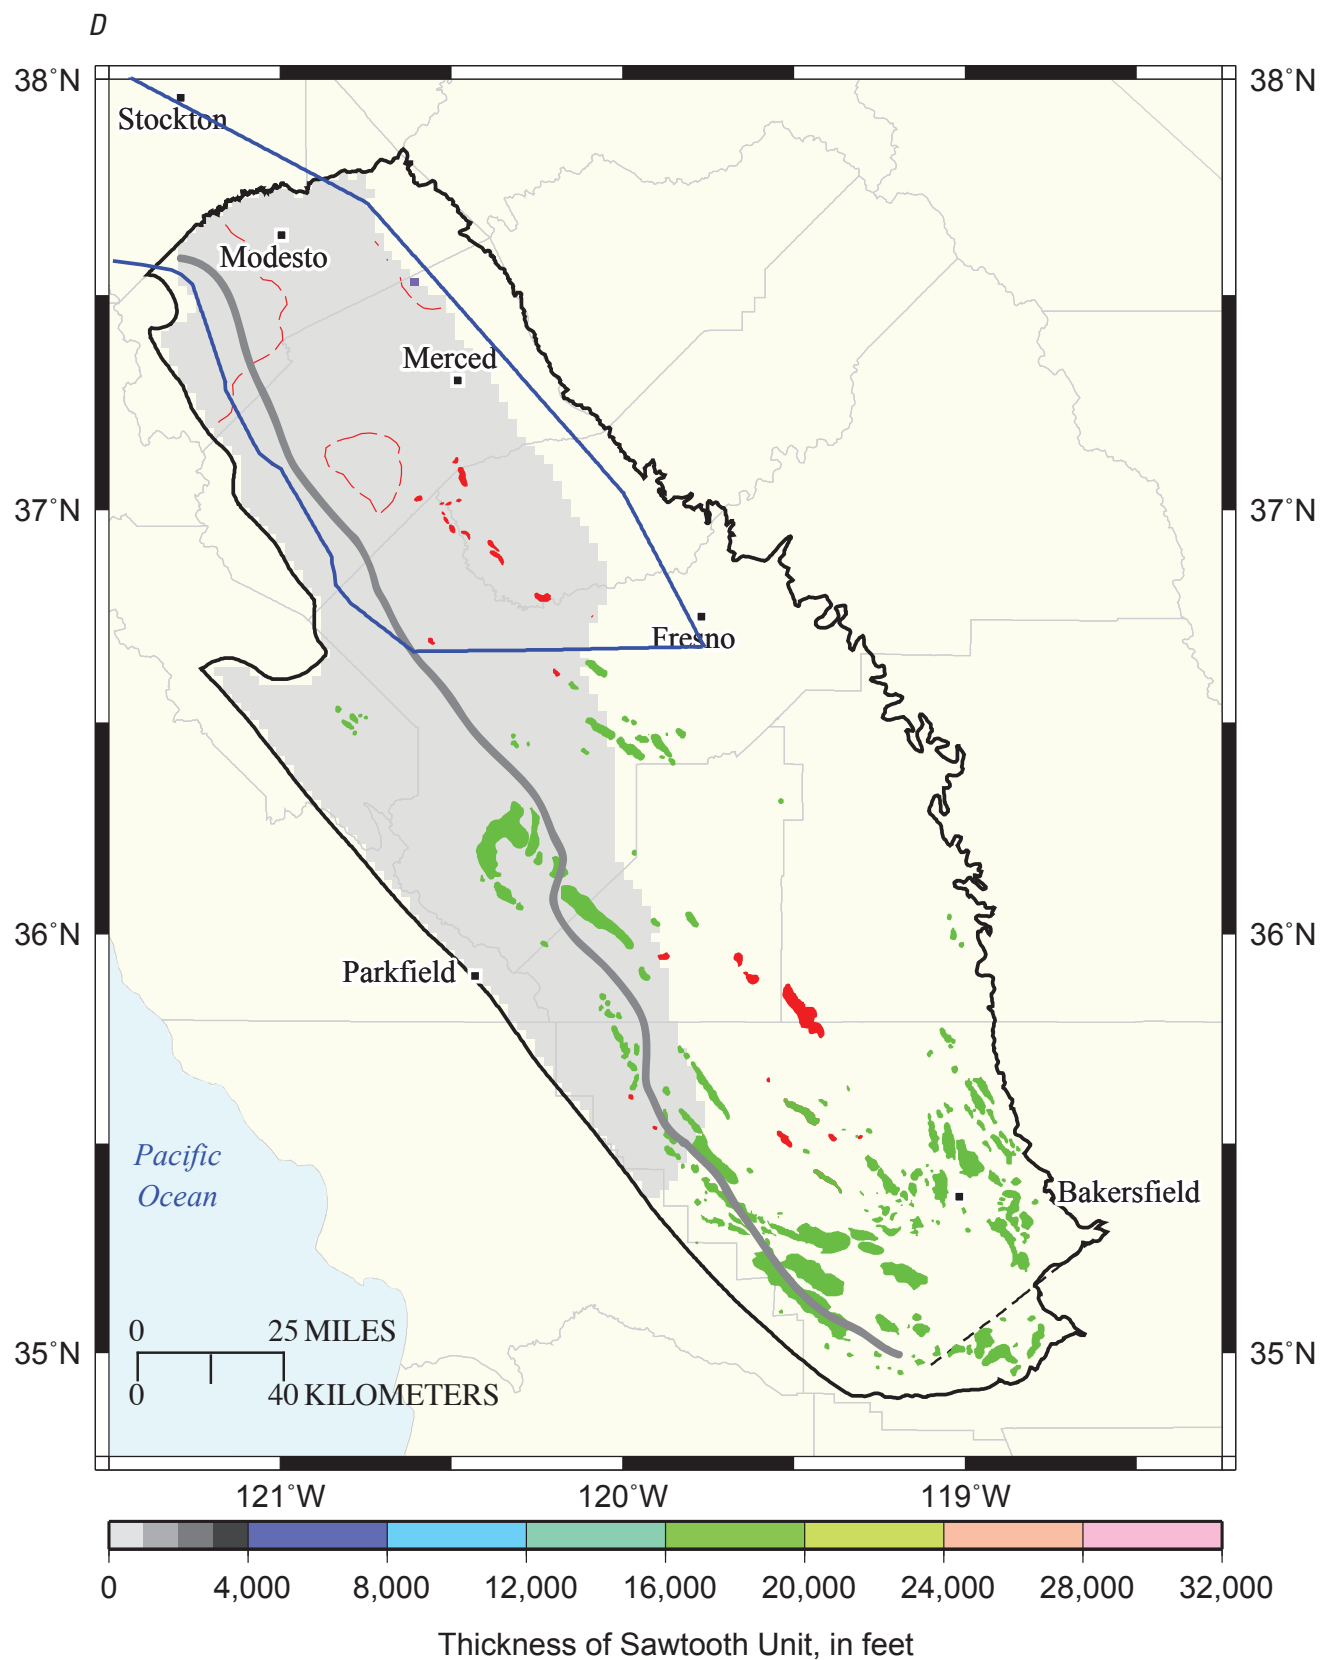 D
38˚N 38˚N
Stockton
Modesto
Merced
37˚N 37˚N
Fresno
36˚N 36˚N
Parkfield
Pacific
Ocean
Bakersfield
0 25 MILES
35˚N 35˚N
0 40 KILOMETERS
121˚W 120˚W 119˚W
0 4,000 8,000 12,000 16,000 20,000 24,000 28,000 32,000
Thickness of Sawtooth Unit, in feet